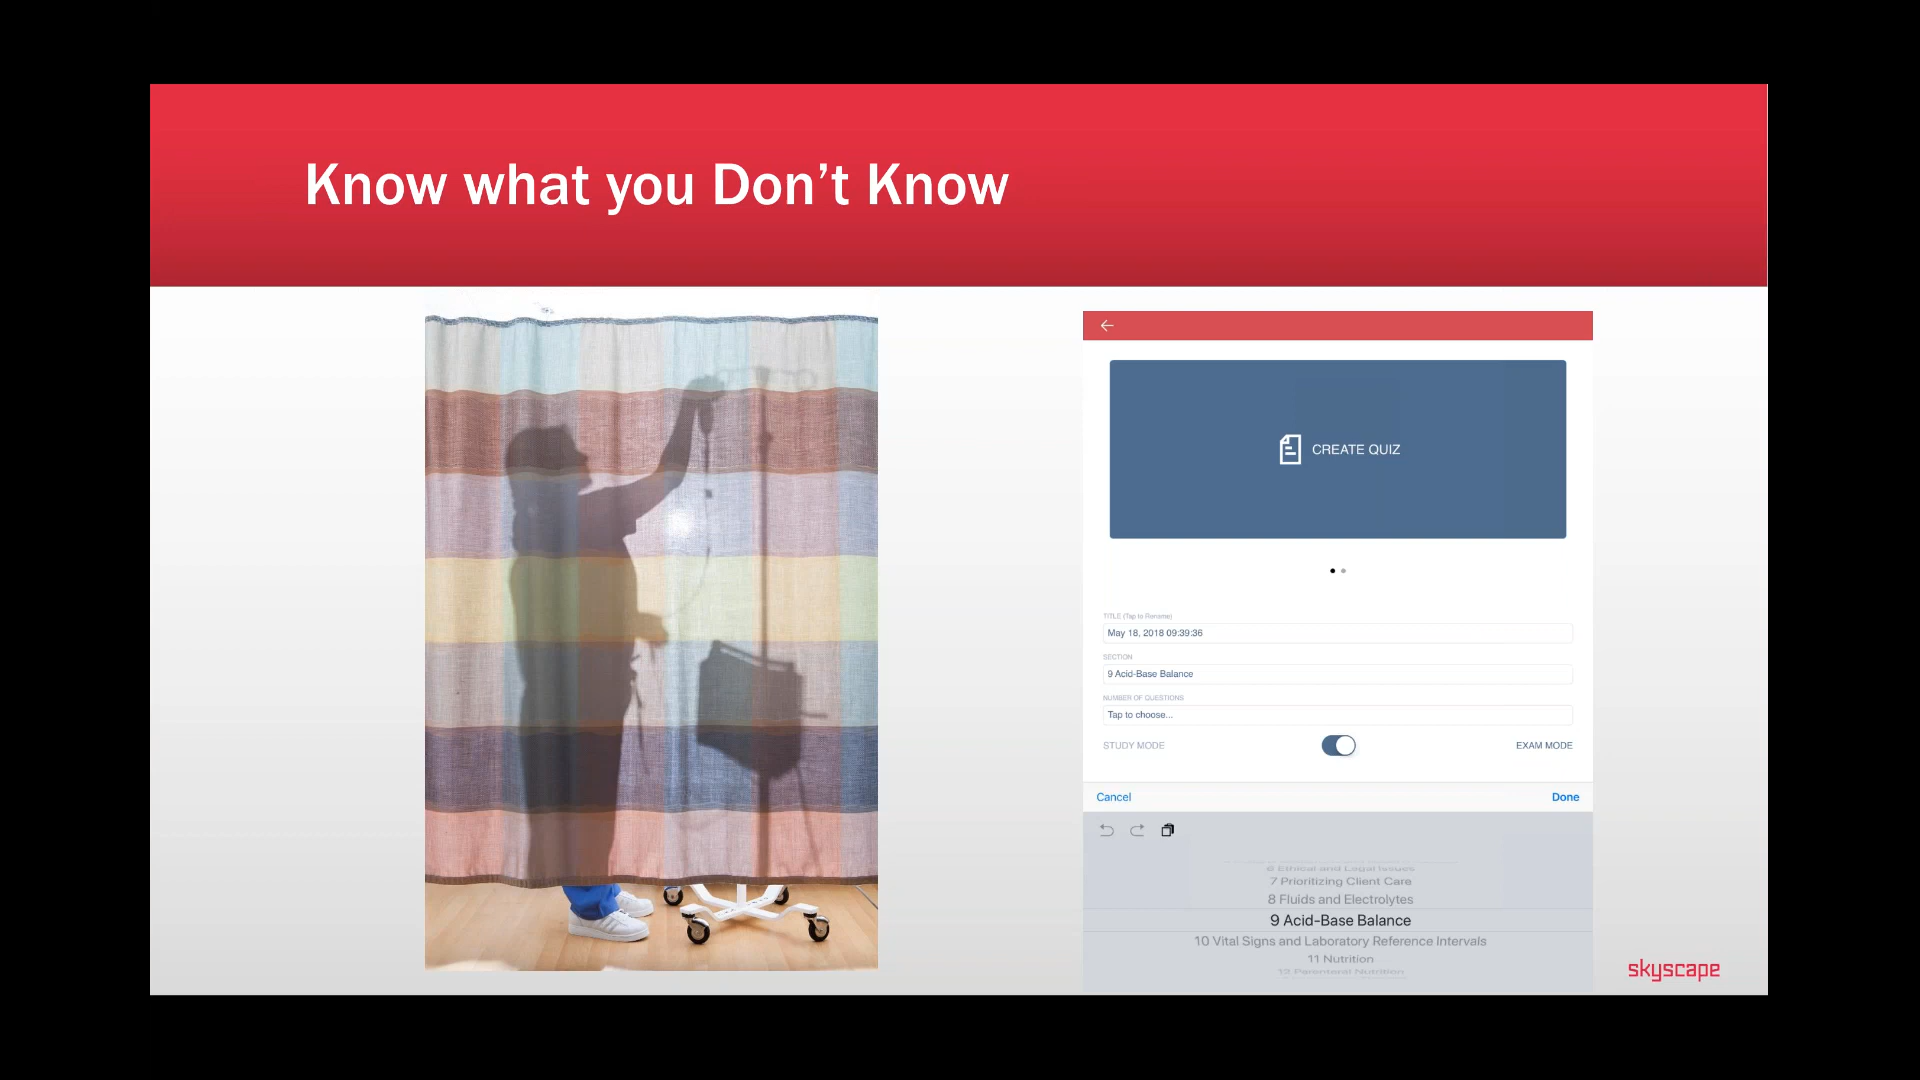 Know what you Don't Know
CREATE QUIZ
TITLE (Tap to Rename)
May 18, 2018 09:39:36
SECTION
9 Acid-Base Balance
NUMBER OF QUESTIONS
Tap to choose...
STUDY MODE
EXAM MODE
Cancel
Done
6 Ethical and Legal Issues
7 Prioritizing Client Care
8 Fluids and Electrolytes
9 Acid-Base Balance
10 Vital Signs and Laboratory Reference Intervals
11 Nutrition
12 Parenteral Nutrition
skyscape